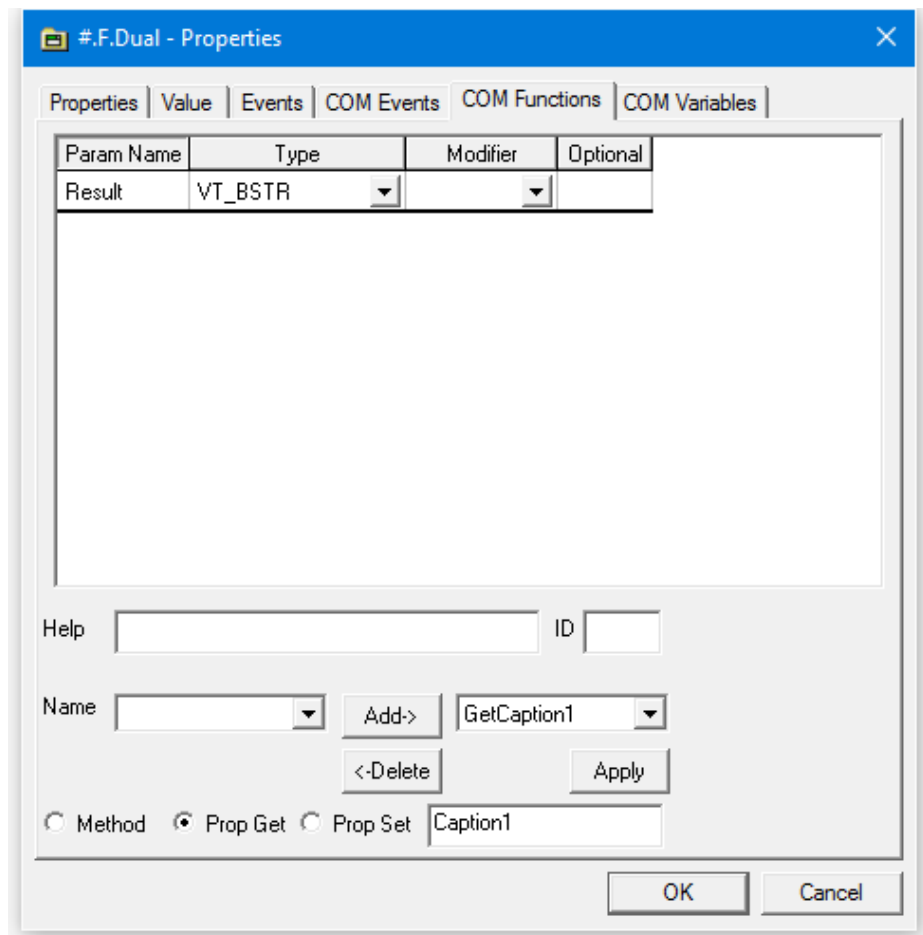 #.F.Dual - Properties
Properties Value Events COM Events COM Functions COM Variables
Param Name Type Modifier Optional
Result VT_BSTR
Help ID
Name Add-> GetCaption1
<-Delete Apply
Method Prop Get Prop Set Caption1
OK Cancel